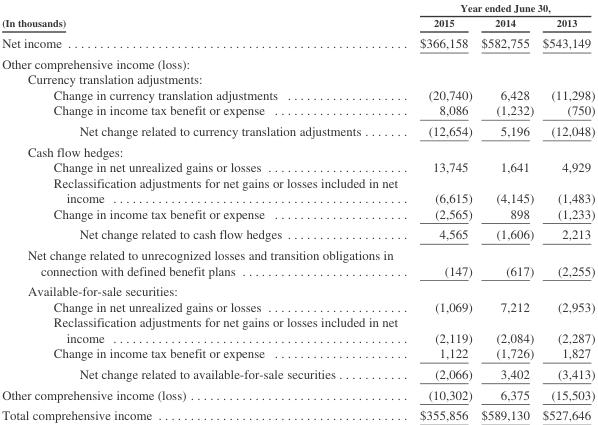 Year ended June 30,
(In thousands) 2015 2014 2013
Net income $366,158 $582,755 $543,149
Other comprehensive income (loss):
Currency translation adjustments:
Change in currency translation adjustments (20,740) 6,428 (11,298)
Change in income tax benefit or expense 8,086 (1,232) (750)
Net change related to currency translation adjustments (12,654) 5,196 (12,048)
Cash flow hedges:
Change in net unrealized gains or losses 13,745 1,641 4,929
Reclassification adjustments for net gains or losses included in net
income (6,615) (4,145) (1,483)
Change in income tax benefit or expense (2,565) 898 (1,233)
Net change related to cash flow hedges 4,565 (1,606) 2,213
Net change related to unrecognized losses and transition obligations in
connection with defined benefit plans (147) (617) (2,255)
Available-for-sale securities:
Change in net unrealized gains or losses (1,069) 7,212 (2,953)
Reclassification adjustments for net gains or losses included in net
income (2,119) (2,084) (2,287)
Change in income tax benefit or expense 1,122 (1,726) 1,827
Net change related to available-for-sale securities (2,066) 3,402 (3,413)
Other comprehensive income (loss) (10,302) 6,375 (15,503)
Total comprehensive income $355,856 $589,130 $527,646